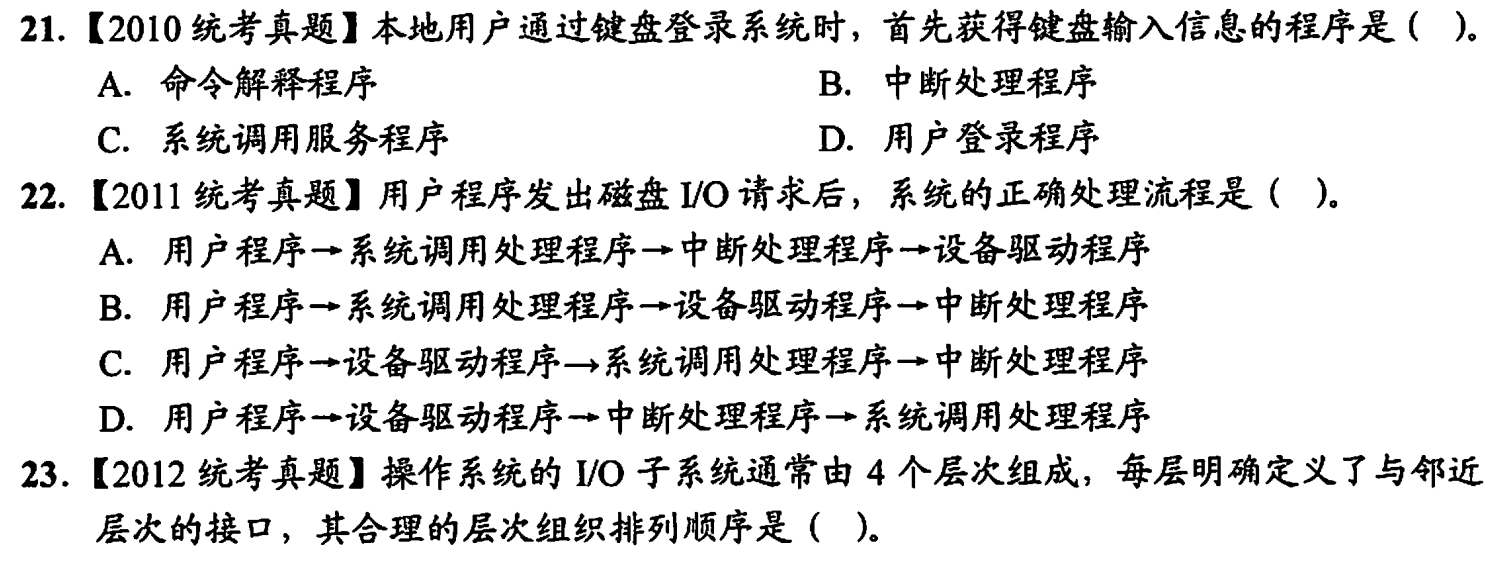 21.【2010 统考真题】本地用户通过键盘登录系统时，首先获得键盘输入信息的程序是（ ）。
A. 命令解释程序 B. 中断处理程序
C. 系统调用服务程序 D. 用户登录程序
22.【2011 统考真题】用户程序发出磁盘 I/O 请求后，系统的正确处理流程是（ ）。
A. 用户程序→系统调用处理程序→中断处理程序→设备驱动程序
B. 用户程序→系统调用处理程序→设备驱动程序→中断处理程序
C. 用户程序→设备驱动程序→系统调用处理程序→中断处理程序
D. 用户程序→设备驱动程序→中断处理程序→系统调用处理程序
23.【2012 统考真题】操作系统的 I/O 子系统通常由 4 个层次组成，每层明确定义了与邻近
层次的接口，其合理的层次组织排列顺序是（ ）。